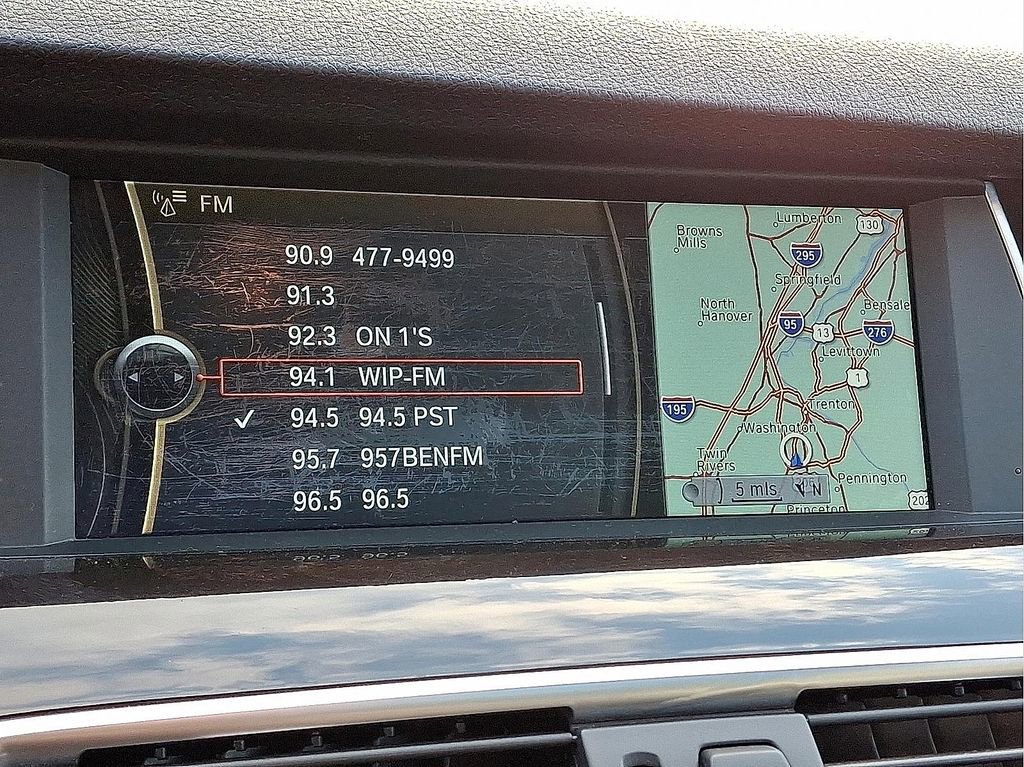 FM
90.9 477-9499
91.3
92.3 ON 1'S
94.1 WIP-FM
✓ 94.5 94.5 PST
95.7 957BENFM
96.5 96.5
Lumberton
130
Browns
Mills
295
Springfield
North
Hanover
Bensale
95
13
276
Levittown
1
195
Trenton
Washington
Twin
Rivers
Pennington
5 mls
N
202
Princeton